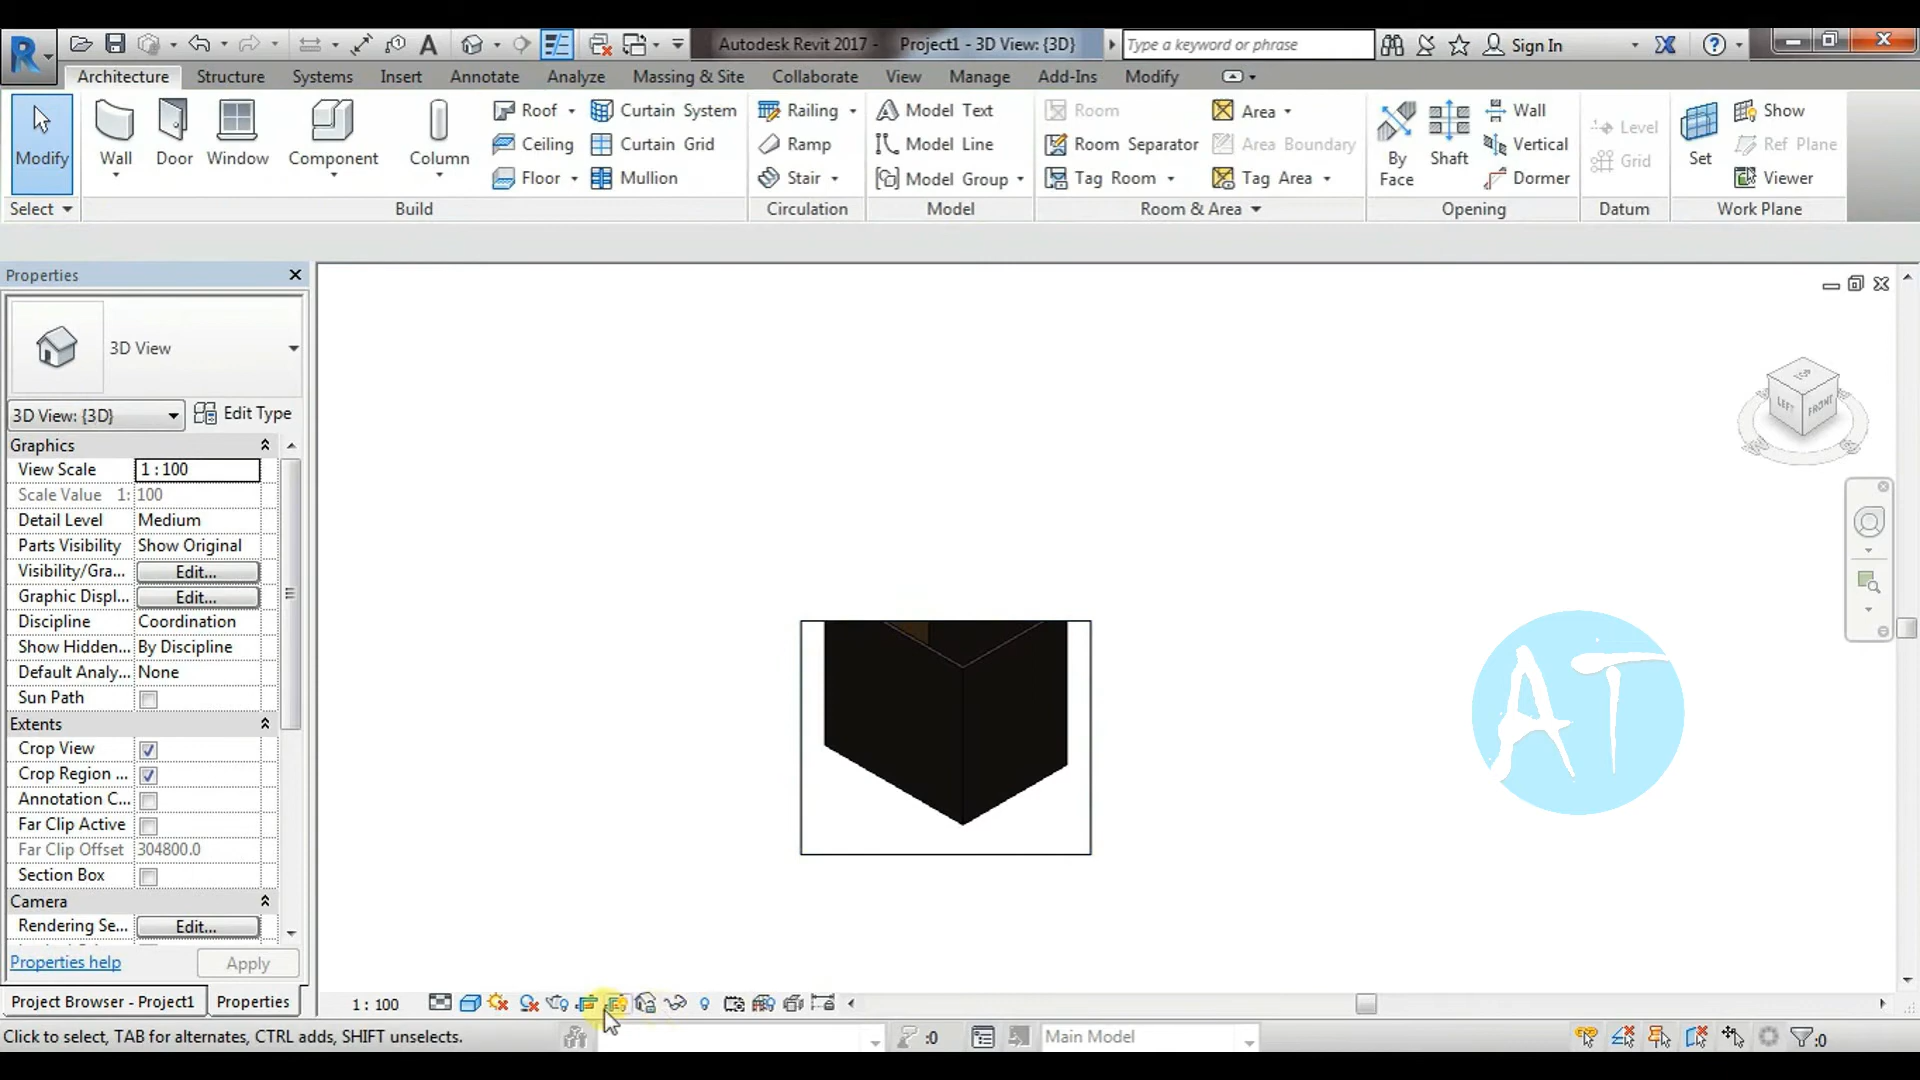 Autodesk Revit 2017 - Project1 - 3D View: {3D}
Type a keyword or phrase
Sign In
Architecture Structure Systems Insert Annotate Analyze Massing & Site Collaborate View Manage Add-Ins Modify
Modify
Wall
Door
Window
Component
Column
Roof
Ceiling
Floor
Curtain System
Curtain Grid
Mullion
Railing
Ramp
Stair
Model Text
Model Line
Model Group
Room
Room Separator
Tag Room
Area
Area Boundary
Tag Area
By Face
Shaft
Wall
Vertical
Dormer
Level
Grid
Set
Show
Ref Plane
Viewer
Select Build Circulation Model Room & Area Opening Datum Work Plane
Properties
3D View
3D View: {3D} Edit Type
Graphics
View Scale 1 : 100
Scale Value 1: 100
Detail Level Medium
Parts Visibility Show Original
Visibility/Gra... Edit...
Graphic Displ... Edit...
Discipline Coordination
Show Hidden... By Discipline
Default Analy... None
Sun Path
Extents
Crop View
Crop Region ...
Annotation C...
Far Clip Active
Far Clip Offset 304800.0
Section Box
Camera
Rendering Se... Edit...
Properties help Apply
Project Browser - Project1 Properties
TOP
LEFT FRONT
AT
1 : 100
Click to select, TAB for alternates, CTRL adds, SHIFT unselects.
:0
Main Model
:0